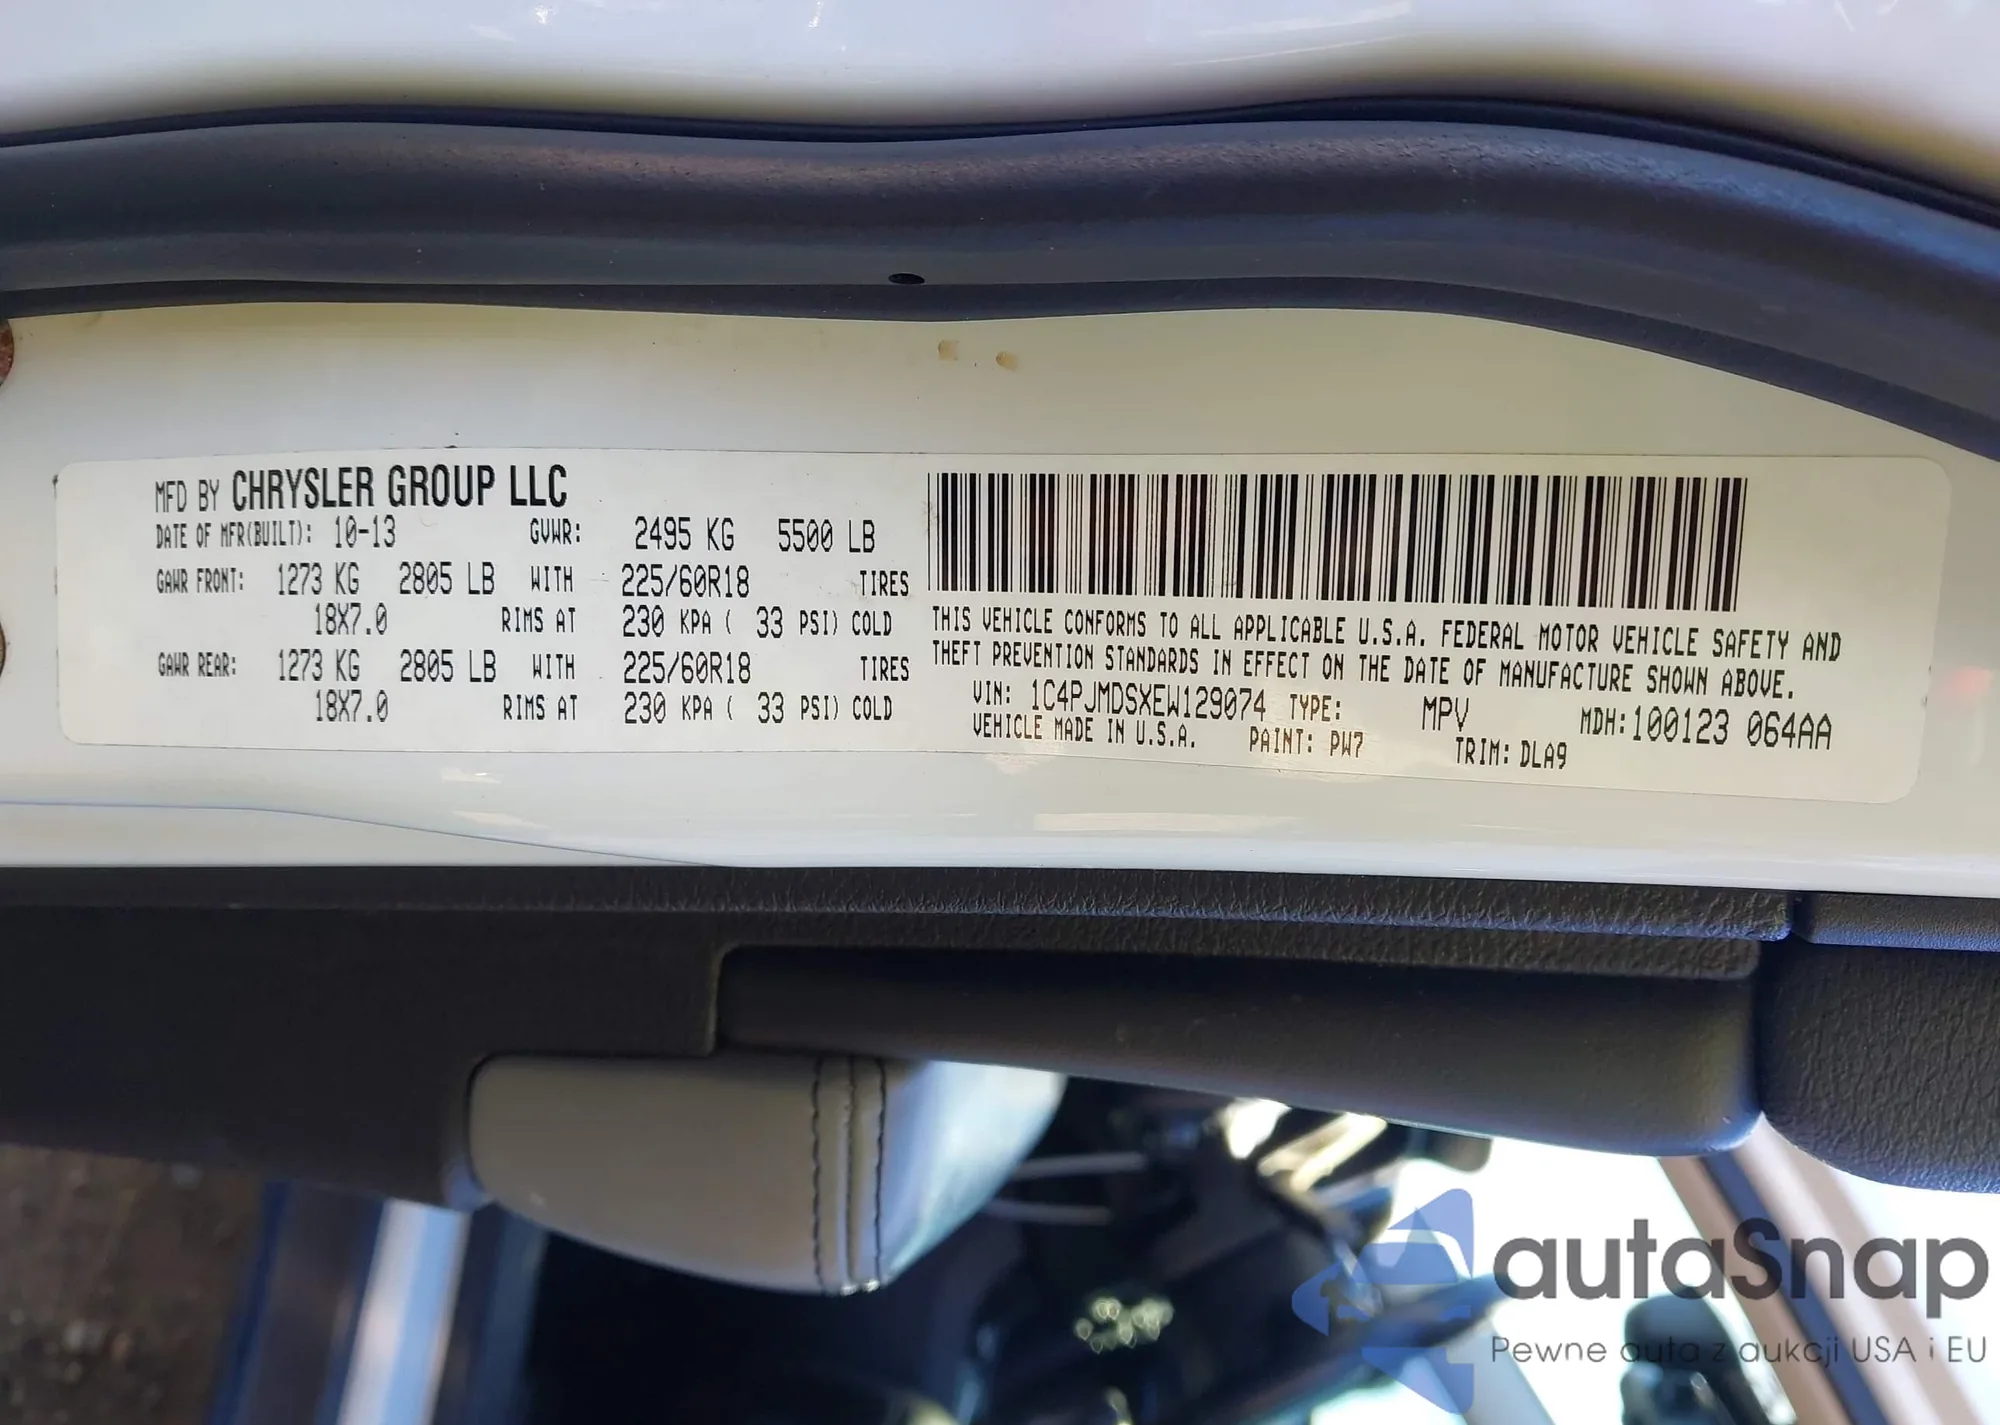 MFD BY CHRYSLER GROUP LLC
DATE OF MFR(BUILT): 10-13 GVWR: 2495 KG 5500 LB
GAWR FRONT: 1273 KG 2805 LB WITH 225/60R18 TIRES
18X7.0 RIMS AT 230 KPA ( 33 PSI) COLD
GAWR REAR: 1273 KG 2805 LB WITH 225/60R18 TIRES
18X7.0 RIMS AT 230 KPA ( 33 PSI) COLD
THIS VEHICLE CONFORMS TO ALL APPLICABLE U.S.A. FEDERAL MOTOR VEHICLE SAFETY AND
THEFT PREVENTION STANDARDS IN EFFECT ON THE DATE OF MANUFACTURE SHOWN ABOVE.
VIN: 1C4PJMDSXEW129074 TYPE: MPV MDH:100123 064AA
VEHICLE MADE IN U.S.A. PAINT: PW7 TRIM: DLA9
autaSnap
Pewne auta z aukcji USA i EU